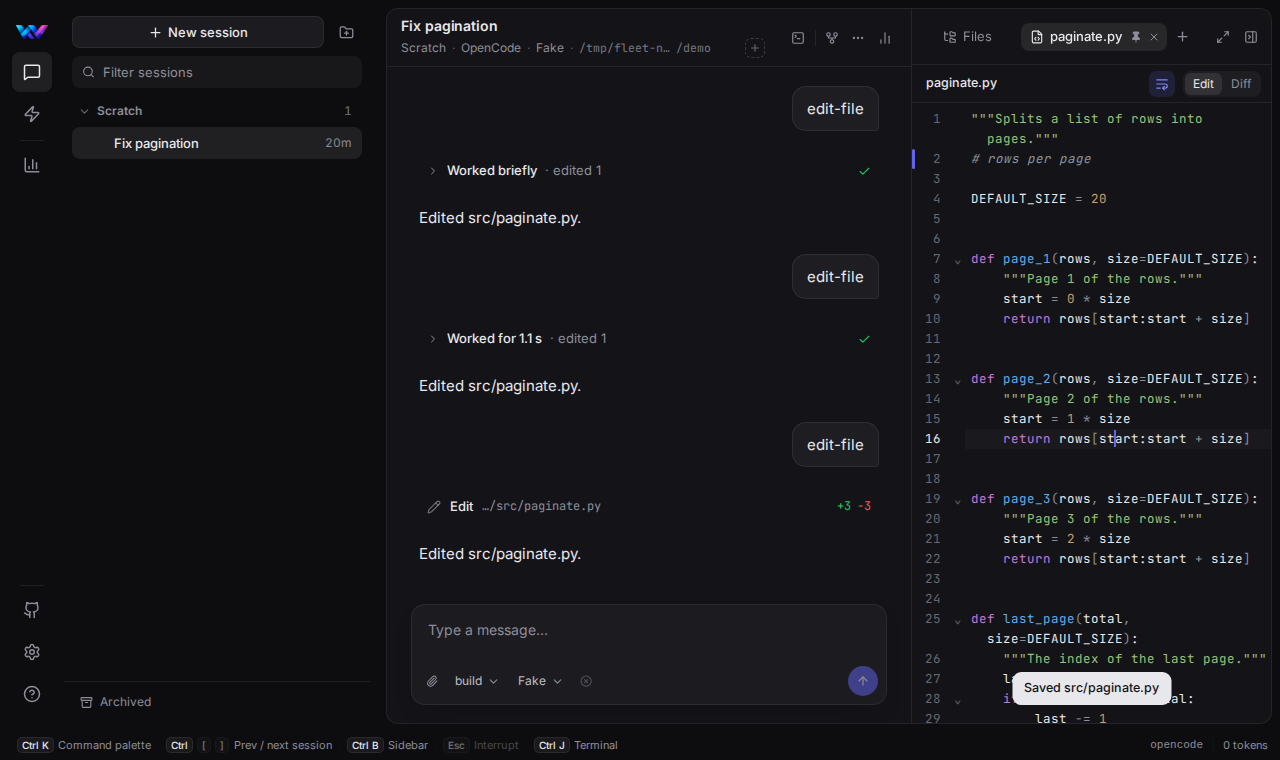 New session
Filter sessions
Scratch 1
Fix pagination 20m
Archived
Fix pagination
Scratch · OpenCode · Fake · /tmp/fleet-n… /demo
edit-file
Worked briefly · edited 1
Edited src/paginate.py.
edit-file
Worked for 1.1 s · edited 1
Edited src/paginate.py.
edit-file
Edit …/src/paginate.py +3 -3
Edited src/paginate.py.
Type a message...
build Fake
Files paginate.py
paginate.py Edit Diff
1 """Splits a list of rows into
pages."""
2 # rows per page
3
4 DEFAULT_SIZE = 20
5
6
7 def page_1(rows, size=DEFAULT_SIZE):
8 """Page 1 of the rows."""
9 start = 0 * size
10 return rows[start:start + size]
11
12
13 def page_2(rows, size=DEFAULT_SIZE):
14 """Page 2 of the rows."""
15 start = 1 * size
16 return rows[start:start + size]
17
18
19 def page_3(rows, size=DEFAULT_SIZE):
20 """Page 3 of the rows."""
21 start = 2 * size
22 return rows[start:start + size]
23
24
25 def last_page(total,
size=DEFAULT_SIZE):
26 """The index of the last page."""
27
28
29 last -= 1
Saved src/paginate.py
Ctrl K Command palette Ctrl [ ] Prev / next session Ctrl B Sidebar Esc Interrupt Ctrl J Terminal opencode 0 tokens